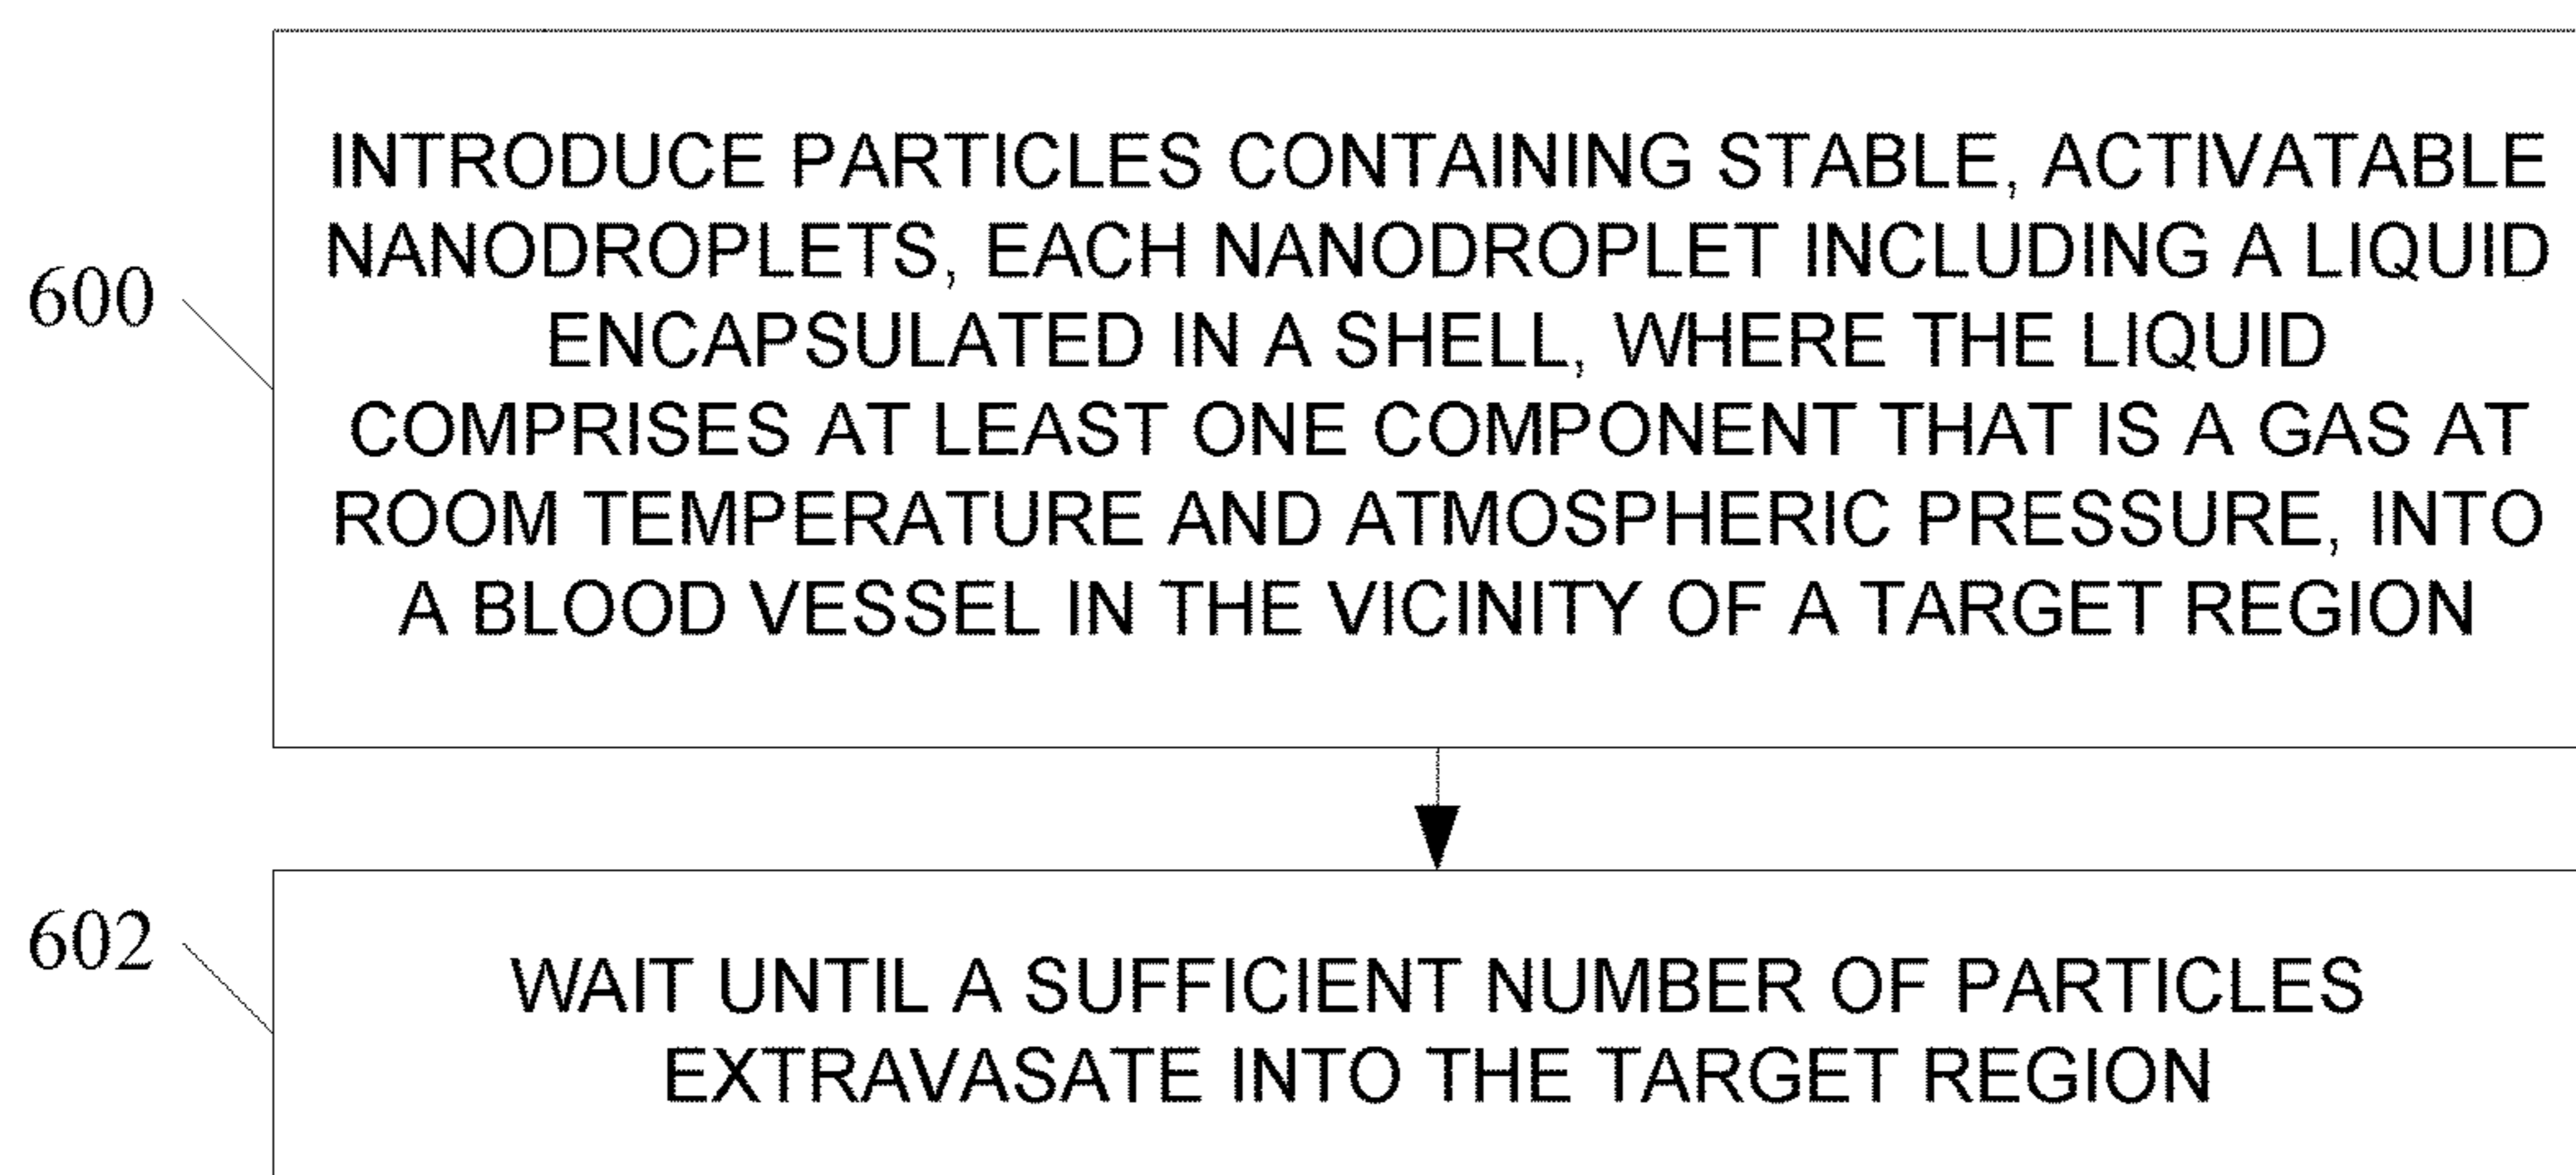 600
INTRODUCE PARTICLES CONTAINING STABLE, ACTIVATABLE
NANODROPLETS, EACH NANODROPLET INCLUDING A LIQUID
ENCAPSULATED IN A SHELL, WHERE THE LIQUID
COMPRISES AT LEAST ONE COMPONENT THAT IS A GAS AT
ROOM TEMPERATURE AND ATMOSPHERIC PRESSURE, INTO
A BLOOD VESSEL IN THE VICINITY OF A TARGET REGION
602
WAIT UNTIL A SUFFICIENT NUMBER OF PARTICLES
EXTRAVASATE INTO THE TARGET REGION